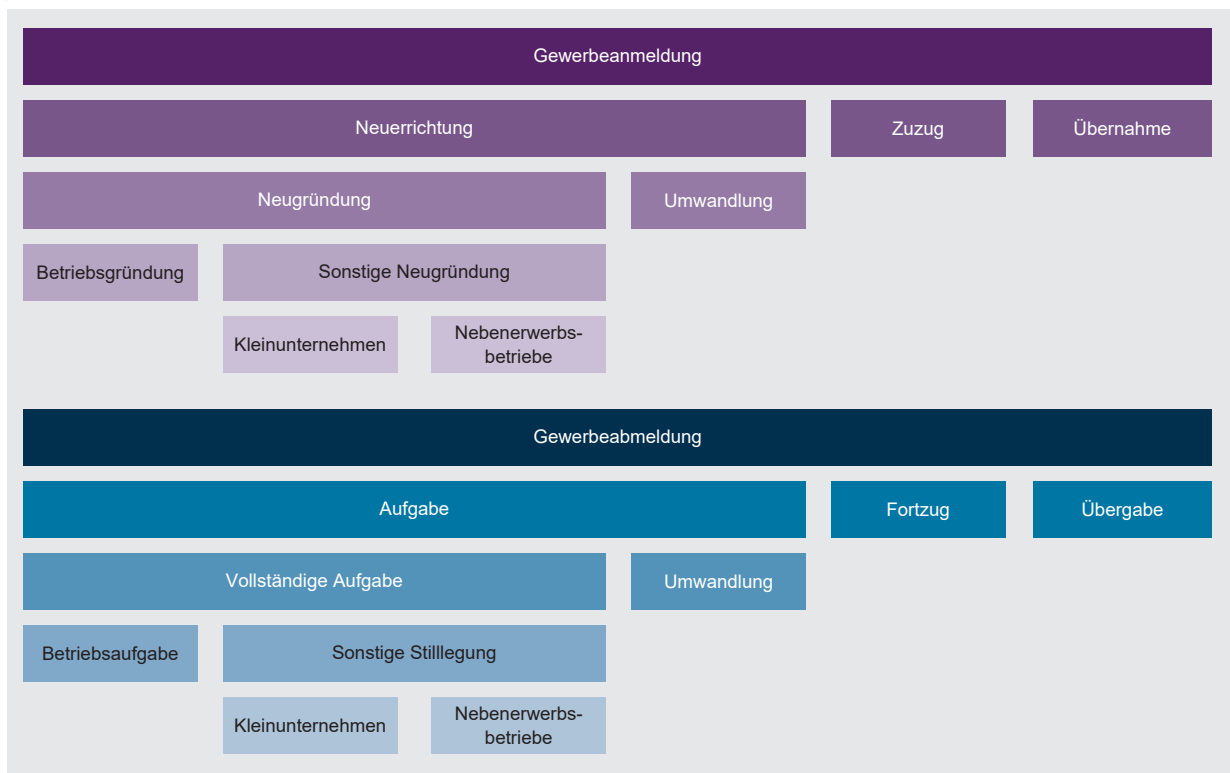 Gewerbeanmeldung
Neuerrichtung
Zuzug
Übernahme
Neugründung
Umwandlung
Betriebsgründung
Sonstige Neugründung
Kleinunternehmen
Nebenerwerbs-
betriebe
Gewerbeabmeldung
Aufgabe
Fortzug
Übergabe
Vollständige Aufgabe
Umwandlung
Betriebsaufgabe
Sonstige Stilllegung
Kleinunternehmen
Nebenerwerbs-
betriebe